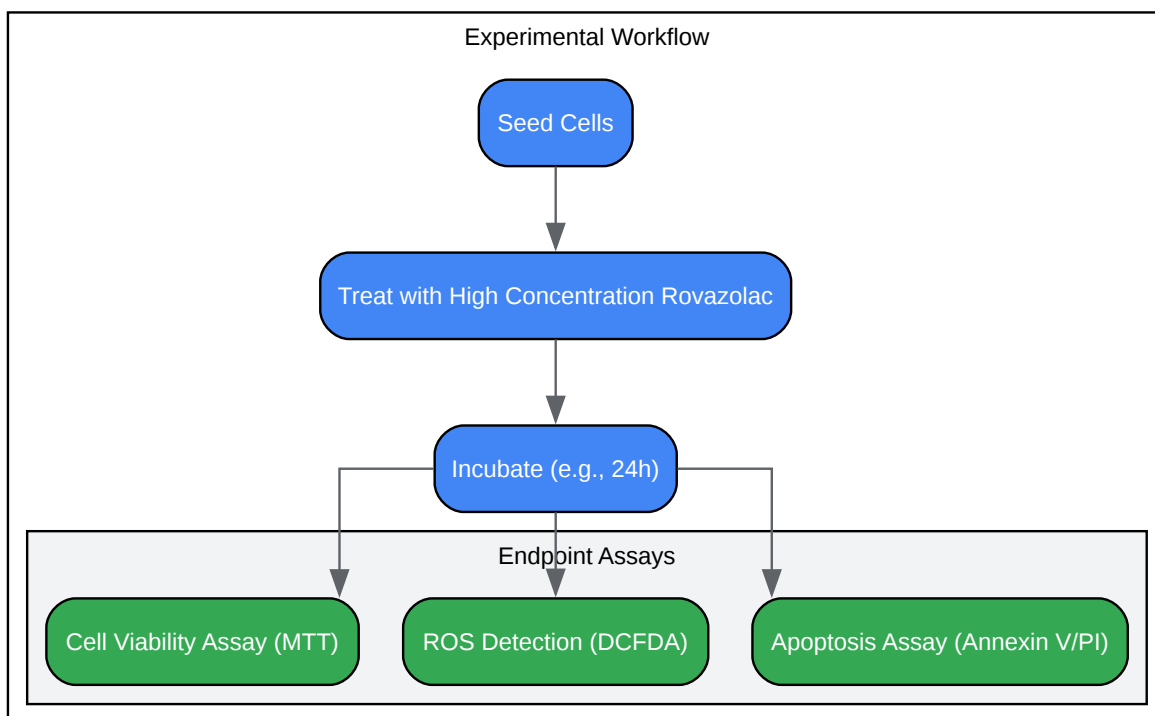 Experimental Workflow
Seed Cells
Treat with High Concentration Rovazolac
Incubate (e.g., 24h)
Endpoint Assays
Cell Viability Assay (MTT)
ROS Detection (DCFDA)
Apoptosis Assay (Annexin V/PI)